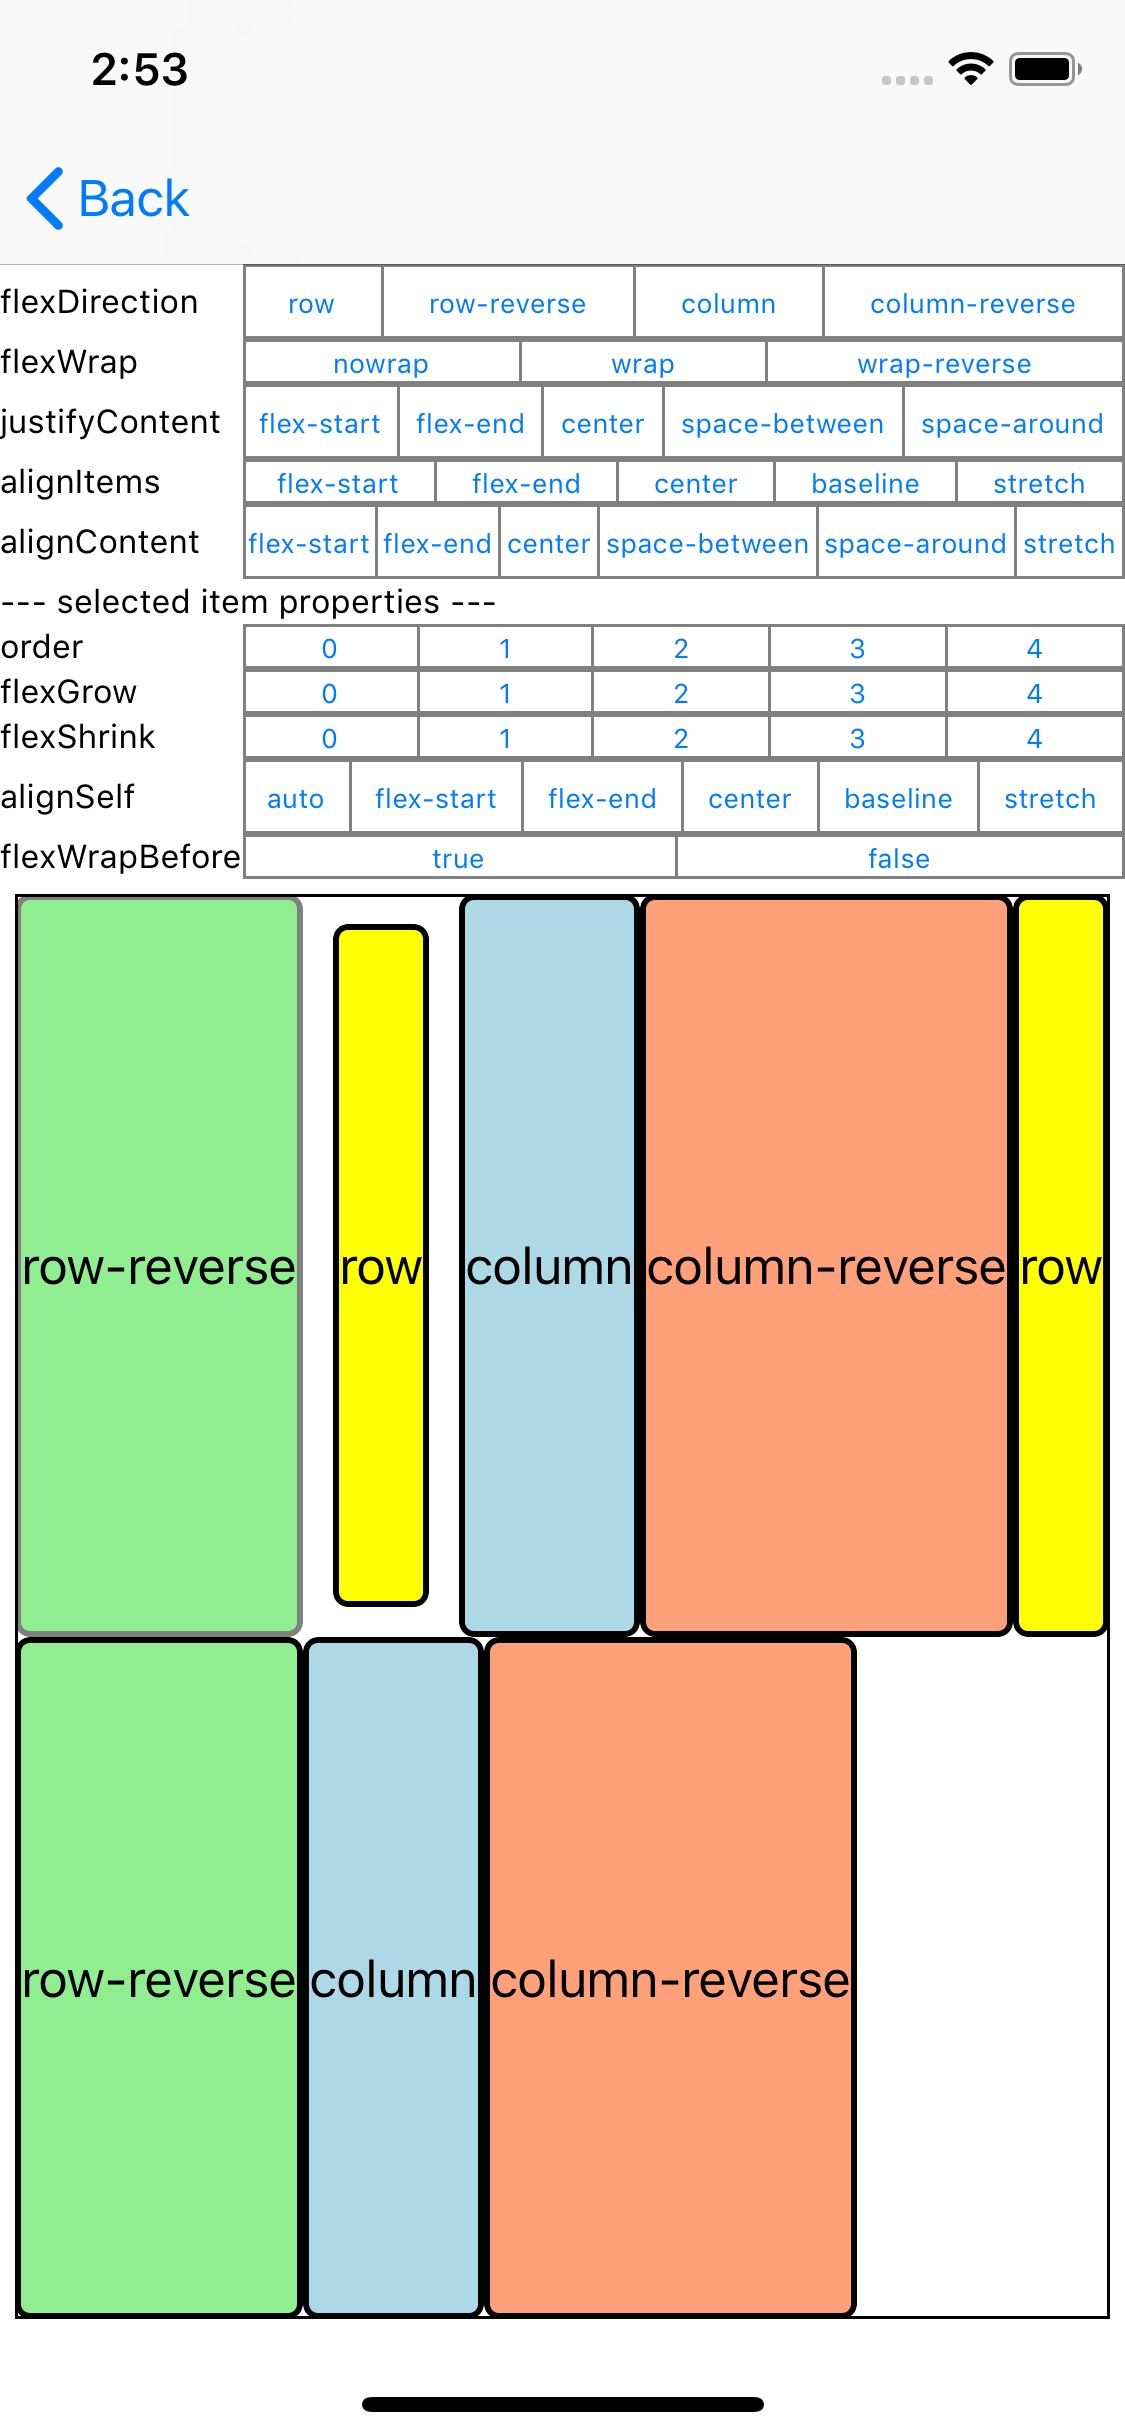 2:53
Back
flexDirection row row-reverse column column-reverse
flexWrap nowrap wrap wrap-reverse
justifyContent flex-start flex-end center space-between space-around
alignItems flex-start flex-end center baseline stretch
alignContent flex-start flex-end center space-between space-around stretch
--- selected item properties ---
order 0 1 2 3 4
flexGrow 0 1 2 3 4
flexShrink 0 1 2 3 4
alignSelf auto flex-start flex-end center baseline stretch
flexWrapBefore true false
row-reverse row column column-reverse row
row-reverse column column-reverse